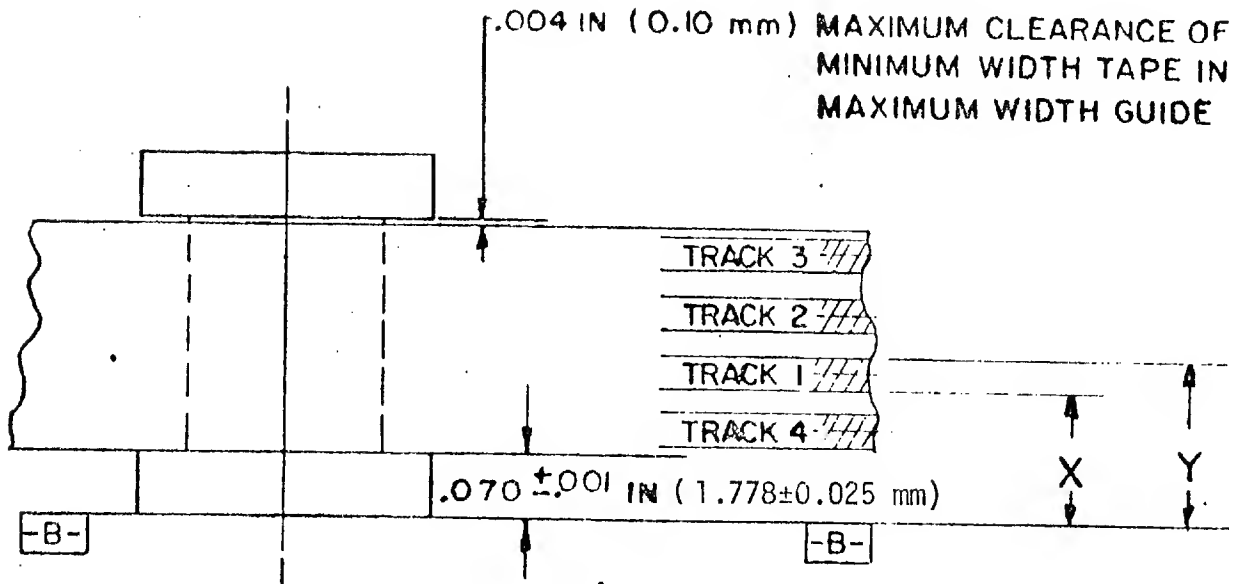 .004 IN (0.10 mm) MAXIMUM CLEARANCE OF
MINIMUM WIDTH TAPE IN
MAXIMUM WIDTH GUIDE
TRACK 3
TRACK 2
TRACK 1
TRACK 4
X
Y
.070 ±.001 IN (1.778±0.025 mm)
-B-
-B-